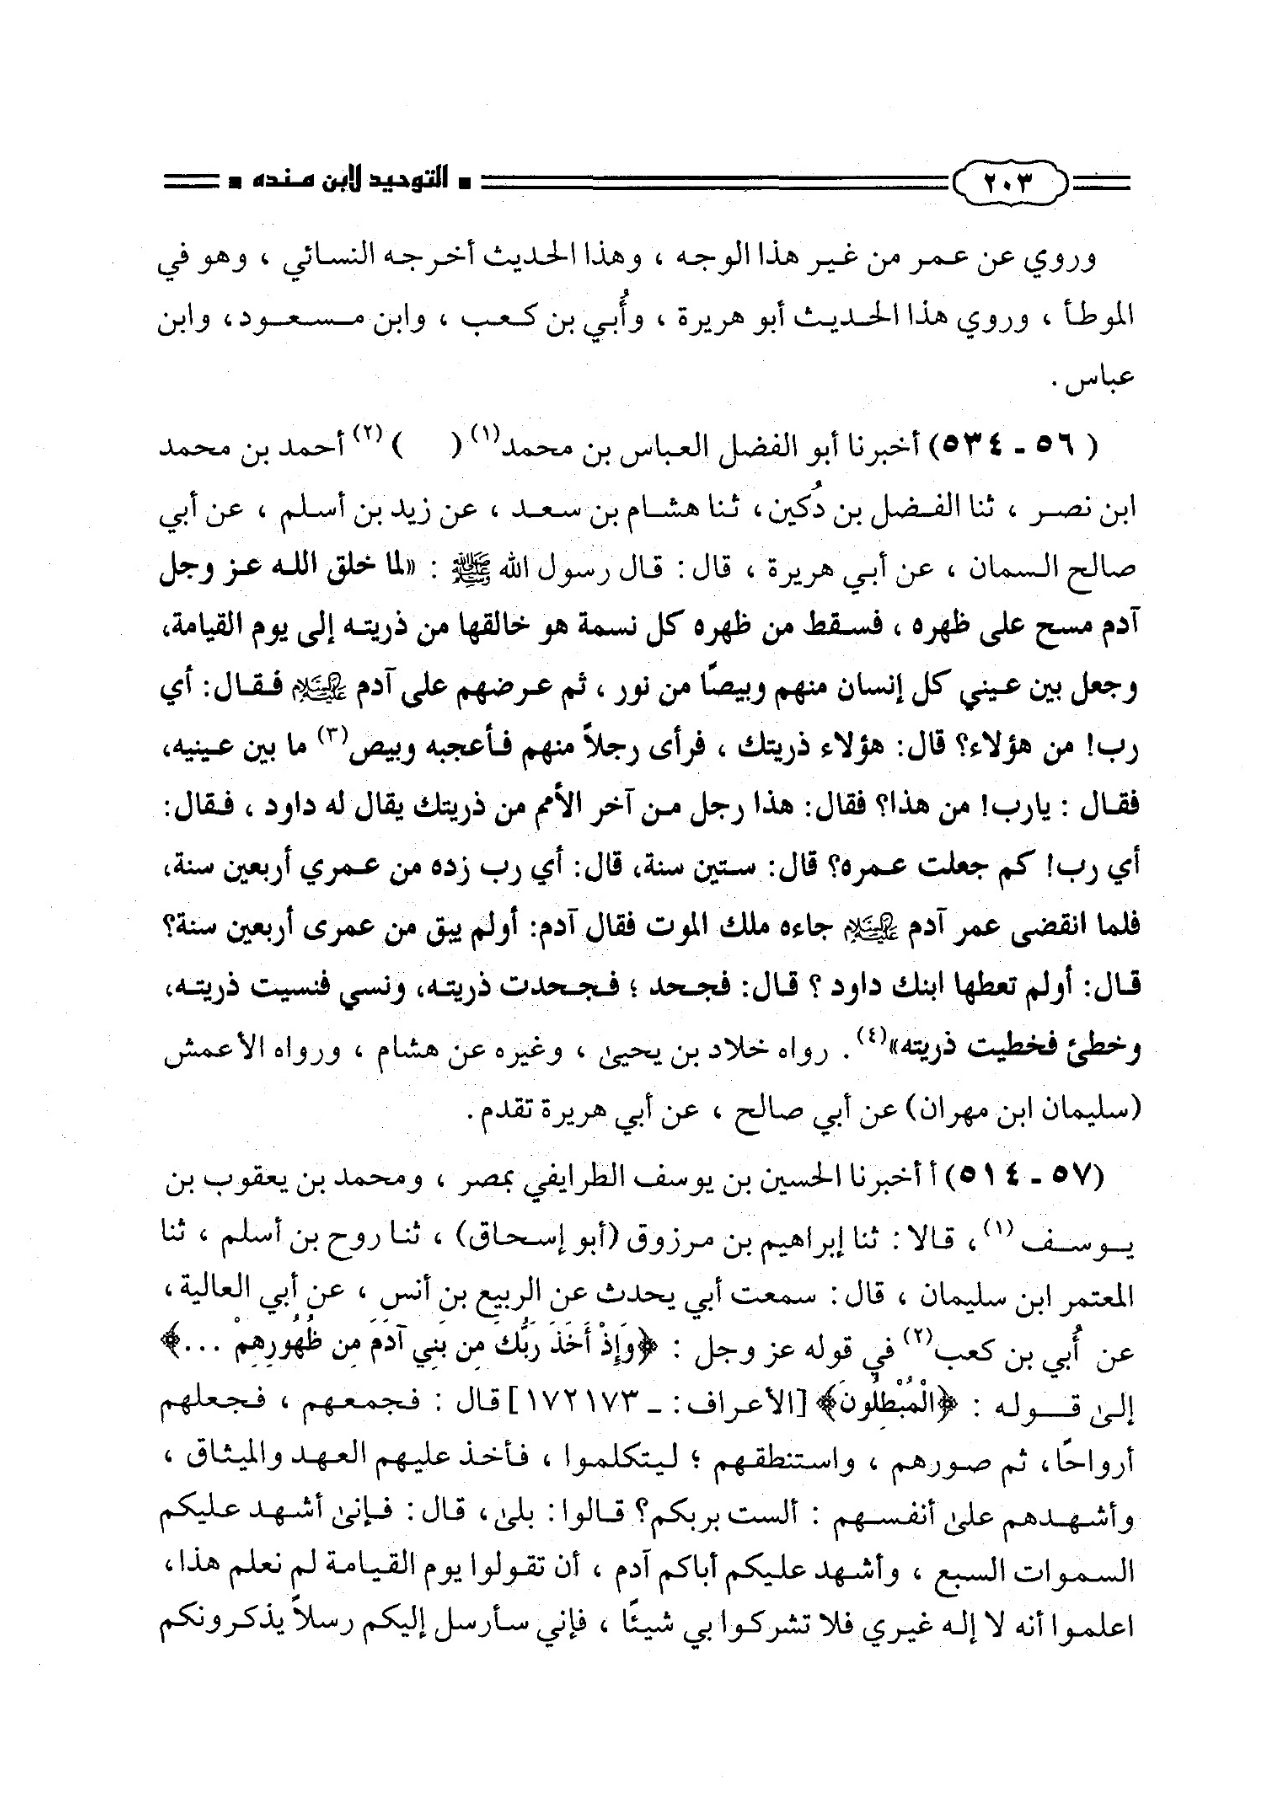 ٢٠٣ ■ التوحيد لابن منده ■
وروي عن عمر من غير هذا الوجه ، وهذا الحديث أخرجه النسائي ، وهو في
الموطأ ، وروي هذا الحديث أبو هريرة ، وأُبي بن كعب ، وابن مسعود، وابن
عباس .
(٥٦ ـ ٥٣٤) أخبرنا أبو الفضل العباس بن محمد(١) (    )(٢) أحمد بن محمد
ابن نصر ، ثنا الفضل بن دُكين، ثنا هشام بن سعد ، عن زيد بن أسلم ، عن أبي
صالح السمان ، عن أبي هريرة ، قال : قال رسول الله ﷺ : «لما خلق الله عز وجل
آدم مسح على ظهره ، فسقط من ظهره كل نسمة هو خالقها من ذريته إلى يوم القيامة،
وجعل بين عيني كل إنسان منهم وبيصًا من نور ، ثم عرضهم على آدم عليه السلام فقال : أي
رب! من هؤلاء؟ قال: هؤلاء ذريتك ، فرأى رجلاً منهم فأعجبه وبيص(٣) ما بين عينيه،
فقال : يارب! من هذا؟ فقال: هذا رجل من آخر الأمم من ذريتك يقال له داود ، فقال:
أي رب! كم جعلت عمره؟ قال: ستين سنة، قال: أي رب زده من عمري أربعين سنة،
فلما انقضى عمر آدم عليه السلام جاءه ملك الموت فقال آدم: أولم يبق من عمرى أربعين سنة؟
قال: أولم تعطها ابنك داود ؟ قال: فجحد ؛ فجحدت ذريته، ونسي فنسيت ذريته،
وخطئ فخطيت ذريته»(٤) . رواه خلاد بن يحيىٰ ، وغيره عن هشام ، ورواه الأعمش
(سليمان ابن مهران) عن أبي صالح ، عن أبي هريرة تقدم .
(٥٧ ـ ٥١٤) أ أخبرنا الحسين بن يوسف الطرايفي بمصر ، ومحمد بن يعقوب بن
يوسف(١)، قالا : ثنا إبراهيم بن مرزوق (أبو إسحاق) ، ثنا روح بن أسلم ، ثنا
المعتمر ابن سليمان ، قال : سمعت أبي يحدث عن الربيع بن أنس ، عن أبي العالية ،
عن أُبي بن كعب(٢) في قوله عز وجل : ﴿وَإِذْ أَخَذَ رَبُّكَ مِن بَنِي آدَمَ مِن ظُهُورِهِمْ ...﴾
إلىٰ قوله : ﴿الْمُبْطِلُونَ﴾ [الأعراف: ـ ١٧٢١٧٣] قال : فجمعهم ، فجعلهم
أرواحًا، ثم صورهم ، واستنطقهم ؛ ليتكلموا ، فأخذ عليهم العهد والميثاق ،
وأشهدهم علىٰ أنفسهم : ألست بربكم؟ قالوا: بلىٰ، قال: فإنىٰ أشهد عليكم
السموات السبع ، وأشهد عليكم أباكم آدم ، أن تقولوا يوم القيامة لم نعلم هذا،
اعلموا أنه لا إله غيري فلا تشركوا بي شيئًا ، فإني سأرسل إليكم رسلاً يذكرونكم